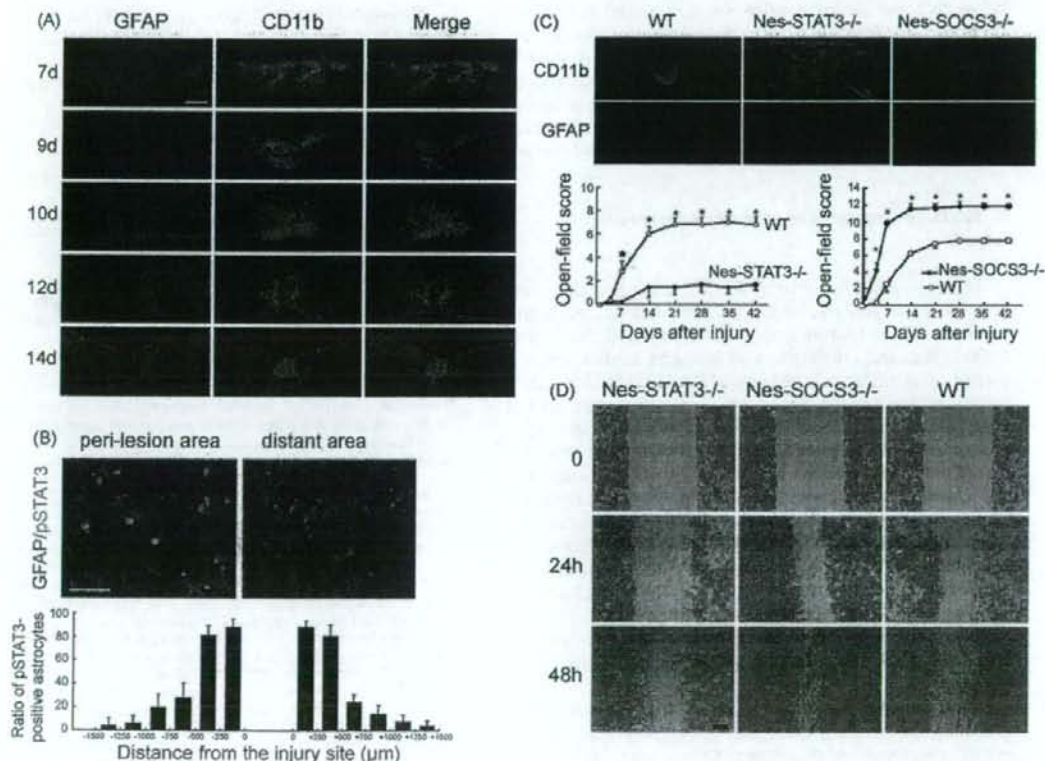 (A)
GFAP CD11b Merge
7d
9d
10d
12d
14d
(B)
peri-lesion area distant area
GFAP/pSTAT3
Ratio of pSTAT3-
positive astrocytes
100
80
60
40
20
0
-1500 -1250 -1000 -750 -500 -250 0 0 +250 +500 +750 +1000 +1250 +1500
Distance from the injury site (μm)
(C)
WT Nes-STAT3-/- Nes-SOCS3-/-
CD11b
GFAP
Open-field score
10
8
6
4
2
0
* * * * * *
WT
Nes-STAT3-/-
7 14 21 28 35 42
Days after injury
Open-field score
14
12
10
8
6
4
2
0
* * * * * * *
Nes-SOCS3-/-
WT
7 14 21 28 35 42
Days after injury
(D)
Nes-STAT3-/- Nes-SOCS3-/- WT
0
24h
48h